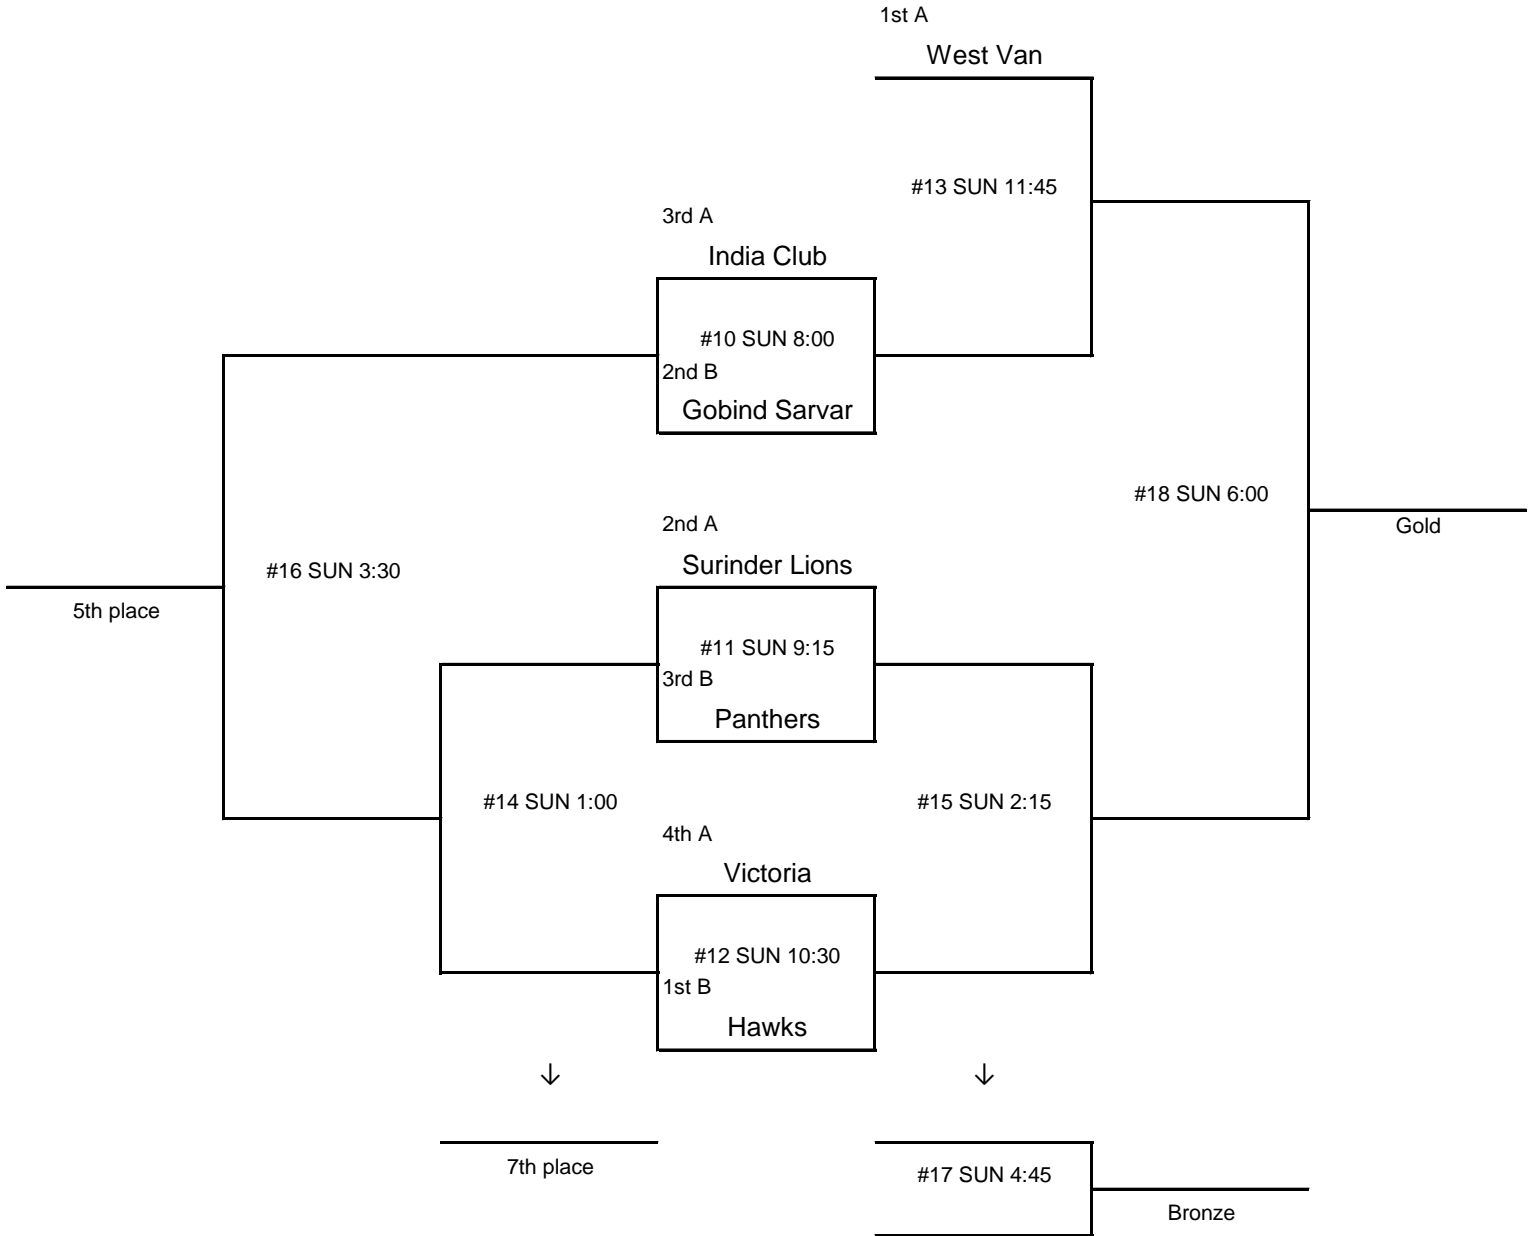 1st A
West Van
#13 SUN 11:45
3rd A
India Club
#10 SUN 8:00
2nd B
Gobind Sarvar
#18 SUN 6:00
Gold
2nd A
Surinder Lions
#16 SUN 3:30
5th place
#11 SUN 9:15
3rd B
Panthers
#14 SUN 1:00
#15 SUN 2:15
4th A
Victoria
#12 SUN 10:30
1st B
Hawks
↓
↓
7th place
#17 SUN 4:45
Bronze